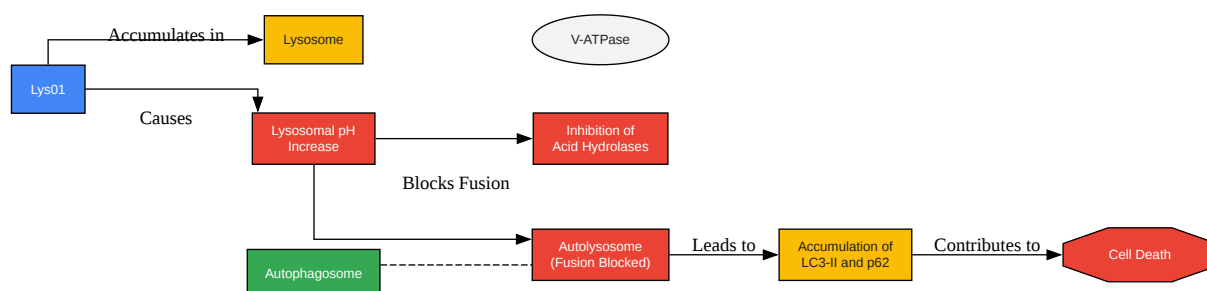 Accumulates in
Lysosome
V-ATPase
Lys01
Causes
Lysosomal pH
Increase
Inhibition of
Acid Hydrolases
Blocks Fusion
Autophagosome
Autolysosome
(Fusion Blocked)
Leads to
Accumulation of
LC3-II and p62
Contributes to
Cell Death